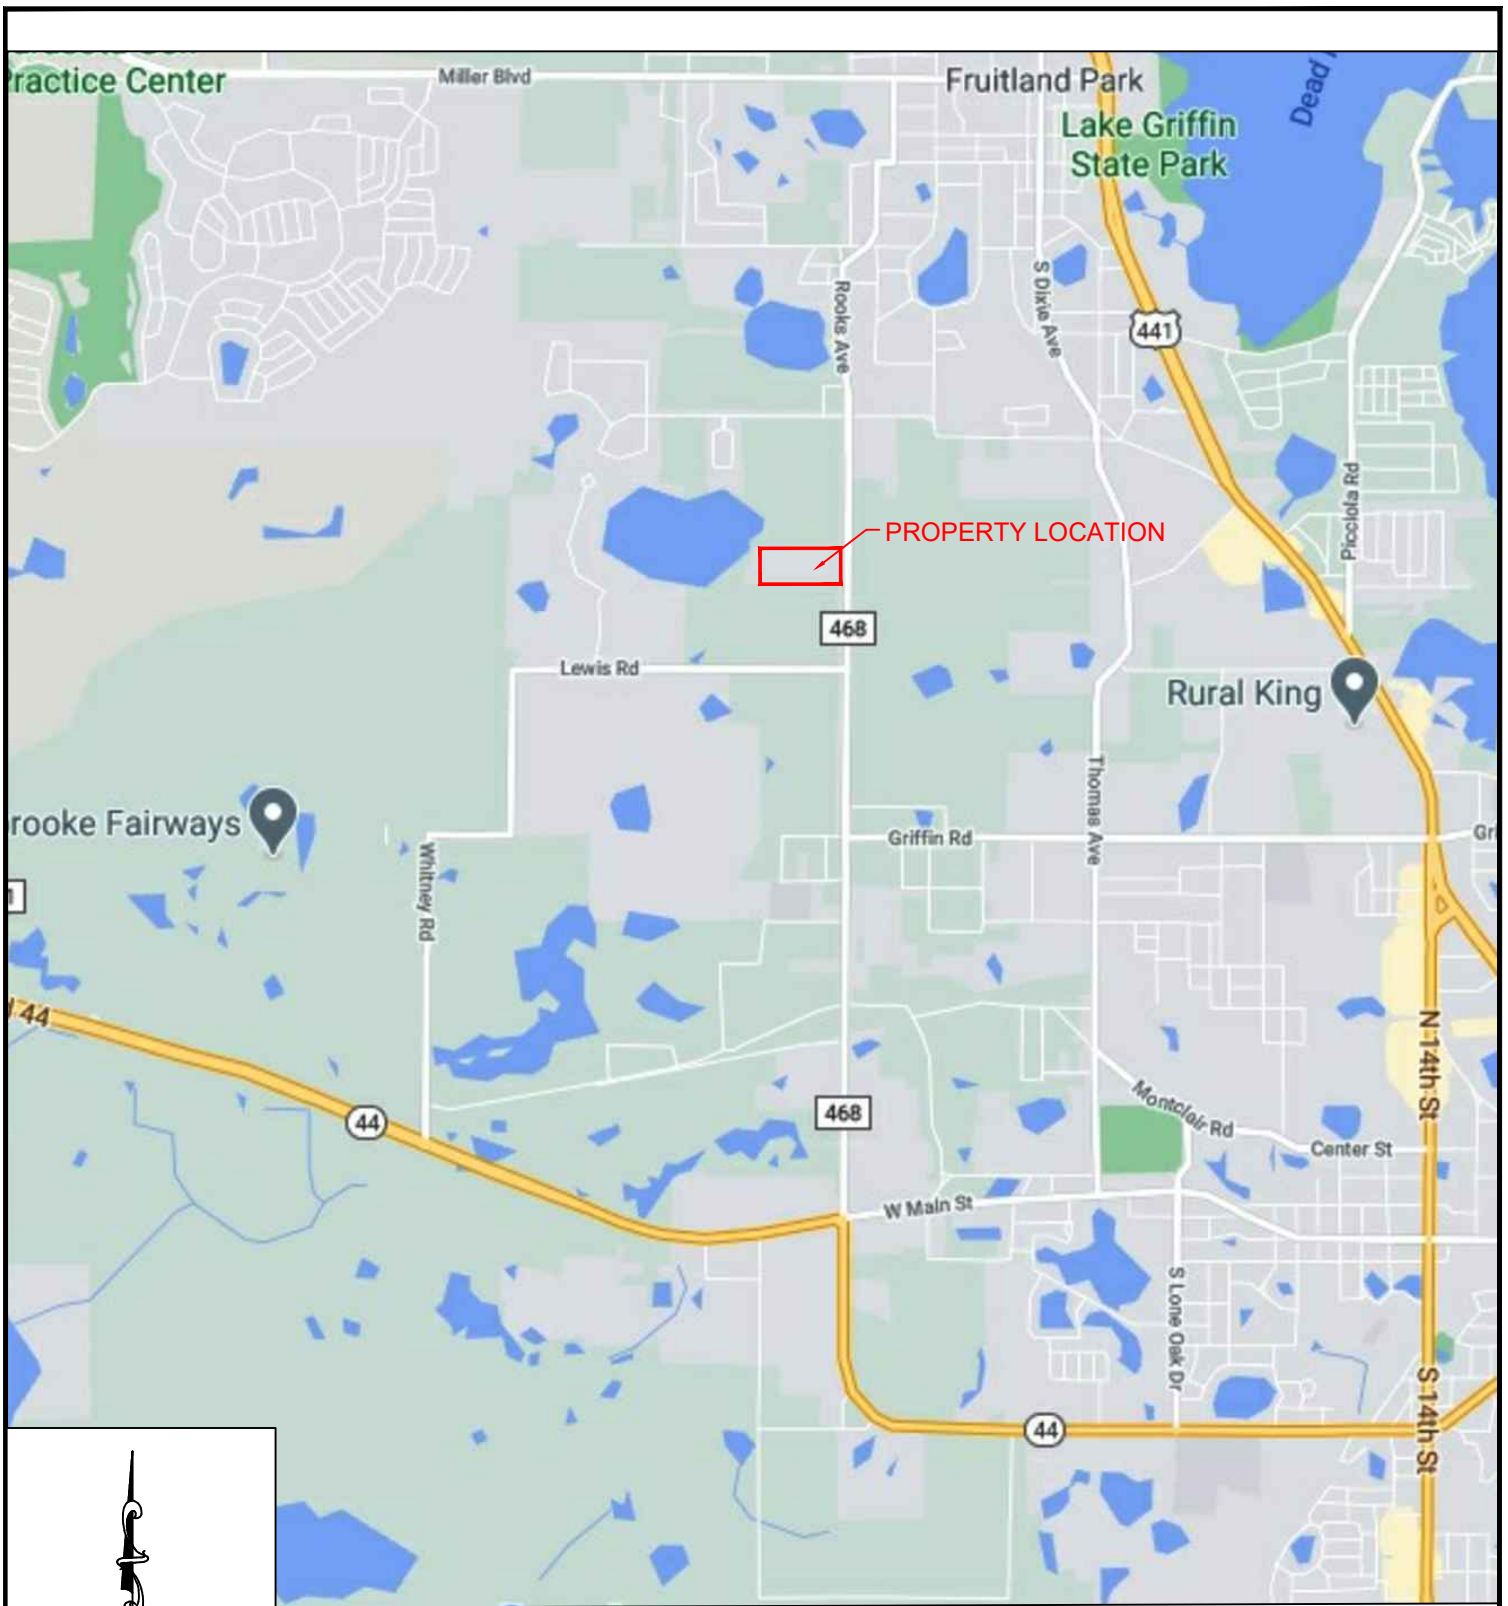 Practice Center
Miller Blvd
Fruitland Park
Dead
Lake Griffin
State Park
Rooks Ave
S Dixie Ave
441
Picciola Rd
PROPERTY LOCATION
468
Lewis Rd
Rural King
Thomas Ave
rooke Fairways
Griffin Rd
Gri
Whitney Rd
44
N 14th St
44
468
Montclair Rd
Center St
W Main St
S Lone Oak Dr
S 14th St
44